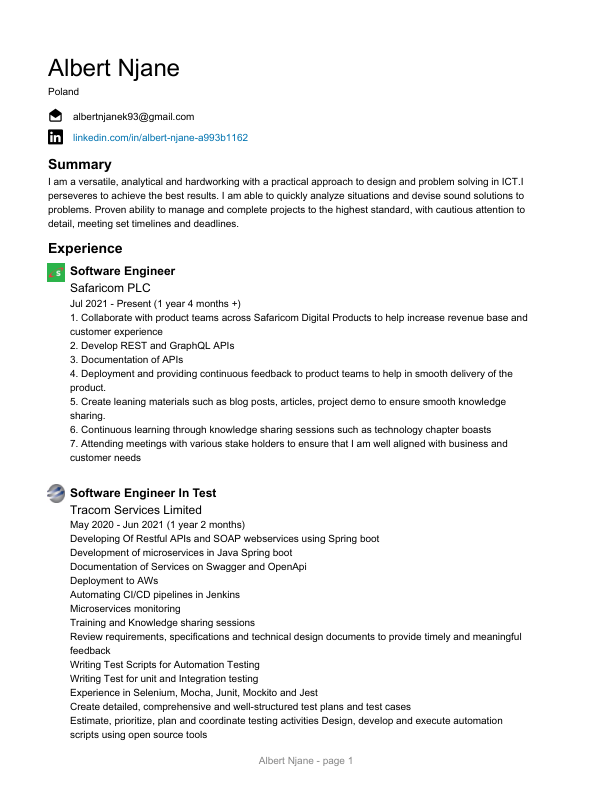 Albert Njane
Poland
albertnjanek93@gmail.com
linkedin.com/in/albert-njane-a993b1162
Summary
I am a versatile, analytical and hardworking with a practical approach to design and problem solving in ICT.I
perseveres to achieve the best results. I am able to quickly analyze situations and devise sound solutions to
problems. Proven ability to manage and complete projects to the highest standard, with cautious attention to
detail, meeting set timelines and deadlines.
Experience
Software Engineer
Safaricom PLC
Jul 2021 - Present (1 year 4 months +)
1. Collaborate with product teams across Safaricom Digital Products to help increase revenue base and
customer experience
2. Develop REST and GraphQL APIs
3. Documentation of APIs
4. Deployment and providing continuous feedback to product teams to help in smooth delivery of the
product.
5. Create leaning materials such as blog posts, articles, project demo to ensure smooth knowledge
sharing.
6. Continuous learning through knowledge sharing sessions such as technology chapter boasts
7. Attending meetings with various stake holders to ensure that I am well aligned with business and
customer needs
Software Engineer In Test
Tracom Services Limited
May 2020 - Jun 2021 (1 year 2 months)
Developing Of Restful APIs and SOAP webservices using Spring boot
Development of microservices in Java Spring boot
Documentation of Services on Swagger and OpenApi
Deployment to AWs
Automating CI/CD pipelines in Jenkins
Microservices monitoring
Training and Knowledge sharing sessions
Review requirements, specifications and technical design documents to provide timely and meaningful
feedback
Writing Test Scripts for Automation Testing
Writing Test for unit and Integration testing
Experience in Selenium, Mocha, Junit, Mockito and Jest
Create detailed, comprehensive and well-structured test plans and test cases
Estimate, prioritize, plan and coordinate testing activities Design, develop and execute automation
scripts using open source tools
Albert Njane - page 1